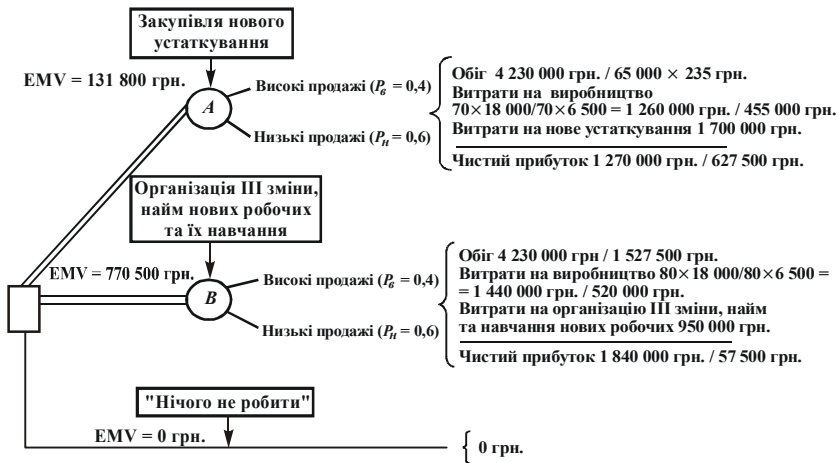 Закупівля нового
устаткування
EMV = 131 800 грн.
A
Високі продажі (Pв = 0,4)
Низькі продажі (Pн = 0,6)
Обіг 4 230 000 грн. / 65 000 × 235 грн.
Витрати на виробництво
70×18 000/70×6 500 = 1 260 000 грн. / 455 000 грн.
Витрати на нове устаткування 1 700 000 грн.
Чистий прибуток 1 270 000 грн. / 627 500 грн.
Організація ІІІ зміни,
найм нових робочих
та їх навчання
EMV = 770 500 грн.
B
Високі продажі (Pв = 0,4)
Низькі продажі (Pн = 0,6)
Обіг 4 230 000 грн / 1 527 500 грн.
Витрати на виробництво 80×18 000/80×6 500 =
= 1 440 000 грн. / 520 000 грн.
Витрати на організацію ІІІ зміни, найм
та навчання нових робочих 950 000 грн.
Чистий прибуток 1 840 000 грн. / 57 500 грн.
"Нічого не робити"
EMV = 0 грн.
0 грн.